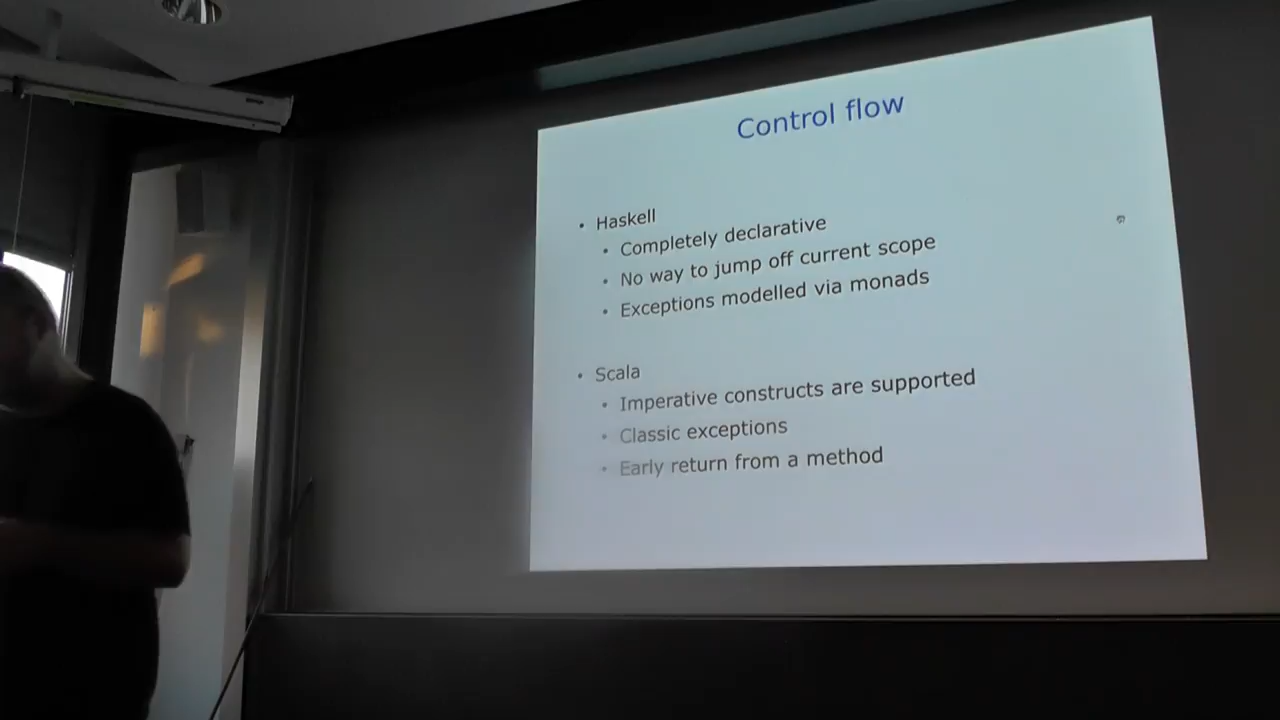 Control flow
• Haskell
• Completely declarative
• No way to jump off current scope
• Exceptions modelled via monads
• Scala
• Imperative constructs are supported
• Classic exceptions
• Early return from a method